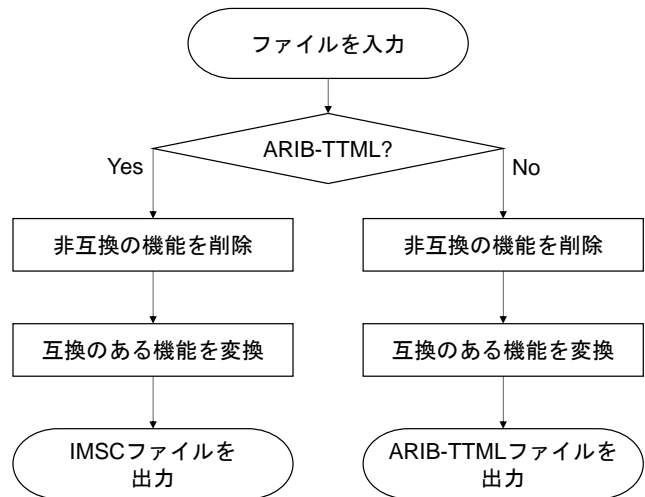 ファイルを入力
ARIB-TTML?
Yes
No
非互換の機能を削除
非互換の機能を削除
互換のある機能を変換
互換のある機能を変換
IMSCファイルを
出力
ARIB-TTMLファイルを
出力